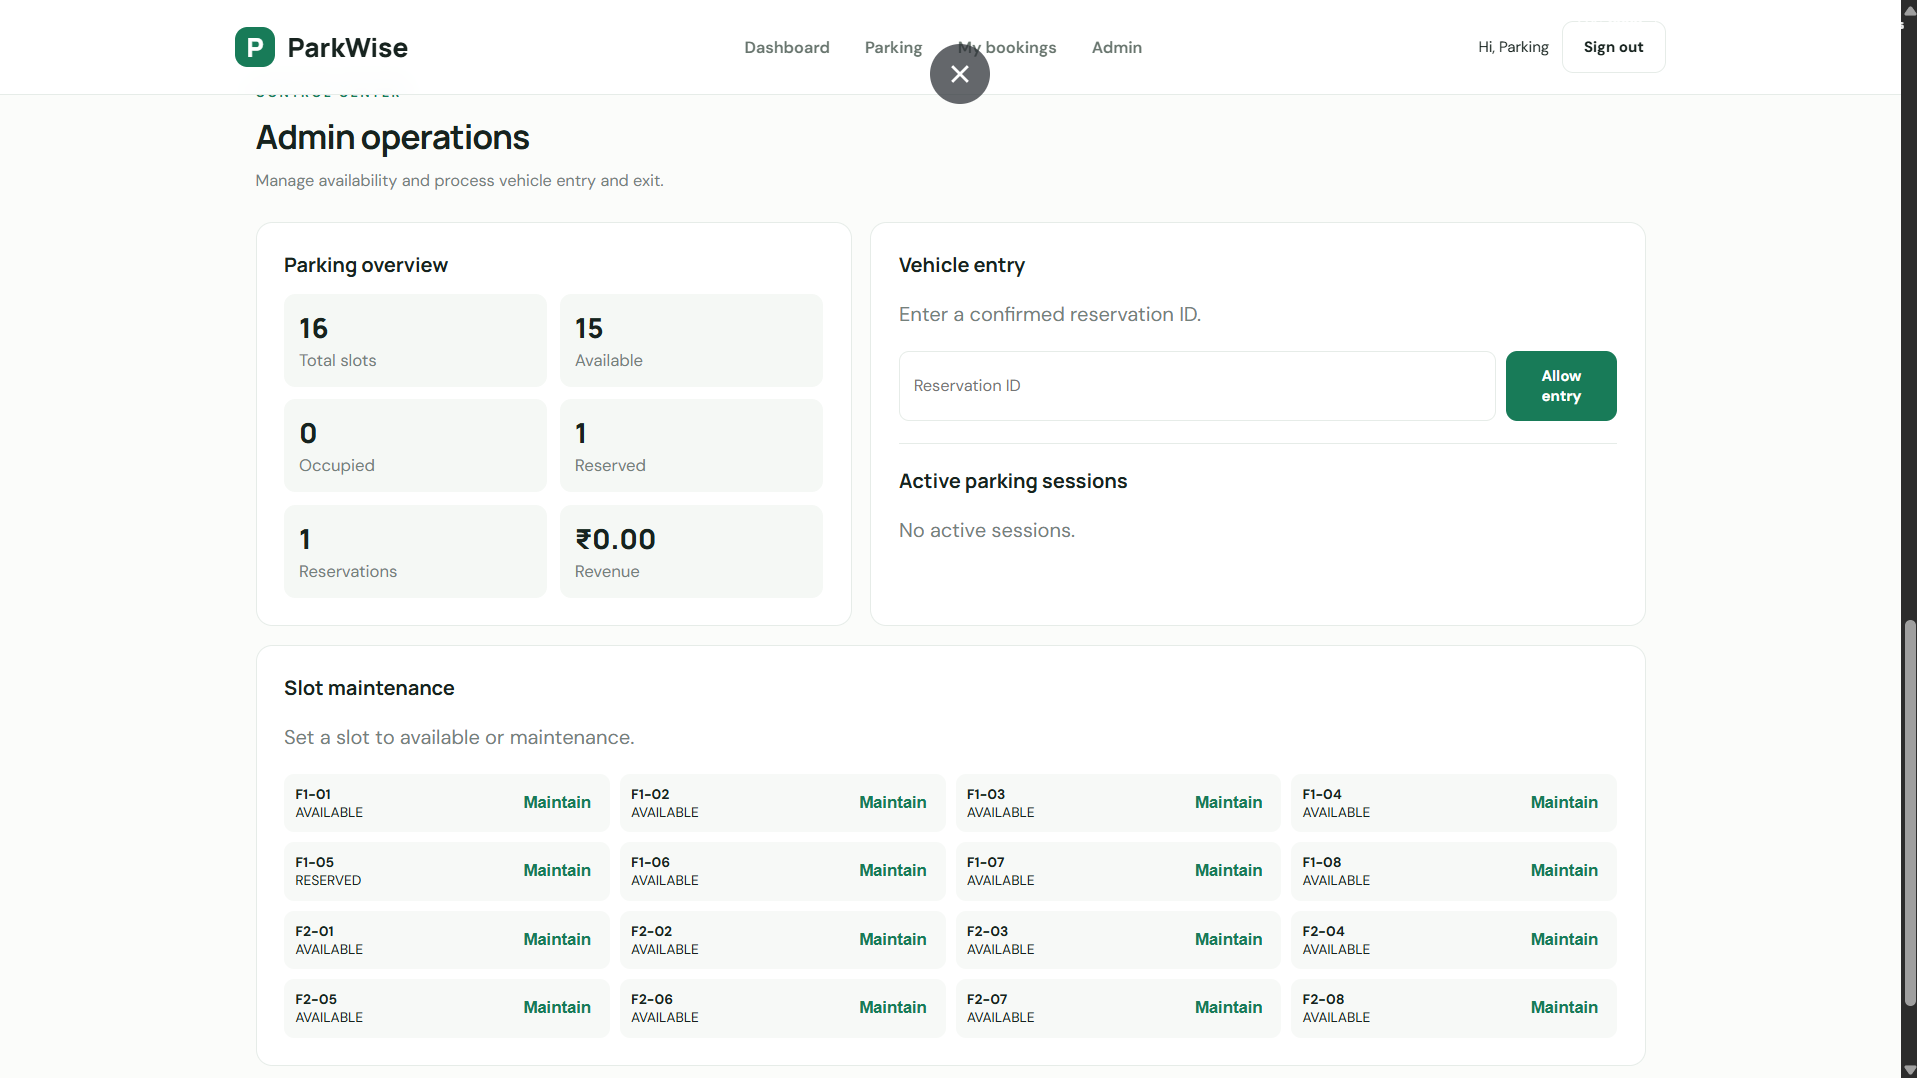 P ParkWise
Dashboard Parking My bookings Admin
Hi, Parking Sign out
CONTROL CENTER
Admin operations
Manage availability and process vehicle entry and exit.
Parking overview
16
Total slots
15
Available
0
Occupied
1
Reserved
1
Reservations
₹0.00
Revenue
Vehicle entry
Enter a confirmed reservation ID.
Reservation ID
Allow
entry
Active parking sessions
No active sessions.
Slot maintenance
Set a slot to available or maintenance.
F1-01
AVAILABLE
Maintain
F1-02
AVAILABLE
Maintain
F1-03
AVAILABLE
Maintain
F1-04
AVAILABLE
Maintain
F1-05
RESERVED
Maintain
F1-06
AVAILABLE
Maintain
F1-07
AVAILABLE
Maintain
F1-08
AVAILABLE
Maintain
F2-01
AVAILABLE
Maintain
F2-02
AVAILABLE
Maintain
F2-03
AVAILABLE
Maintain
F2-04
AVAILABLE
Maintain
F2-05
AVAILABLE
Maintain
F2-06
AVAILABLE
Maintain
F2-07
AVAILABLE
Maintain
F2-08
AVAILABLE
Maintain